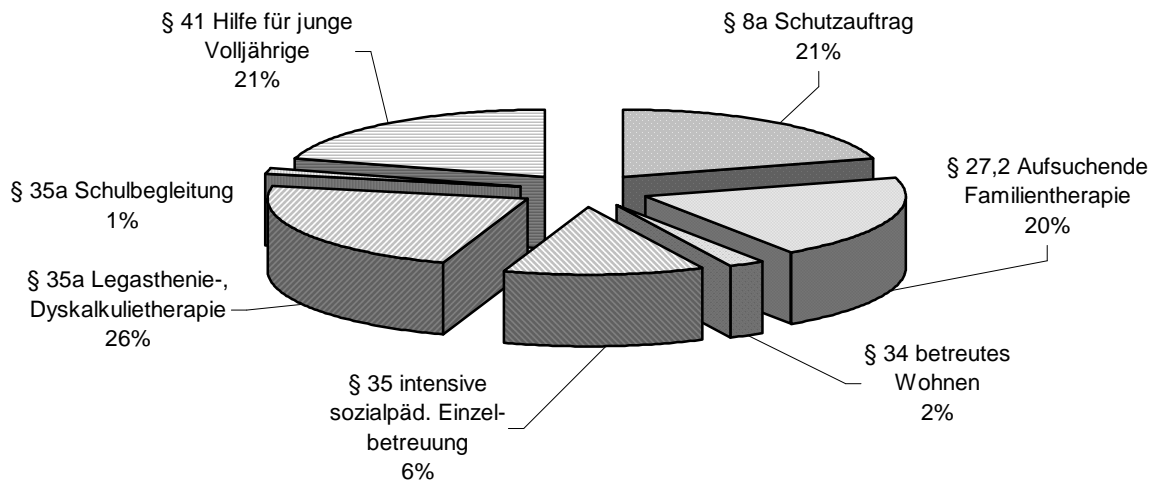 § 41 Hilfe für junge
Volljährige
21%
§ 8a Schutzauftrag
21%
§ 27,2 Aufsuchende
Familientherapie
20%
§ 35a Schulbegleitung
1%
§ 35a Legasthenie-,
Dyskalkulietherapie
26%
§ 34 betreutes
Wohnen
2%
§ 35 intensive
sozialpäd. Einzel-
betreuung
6%